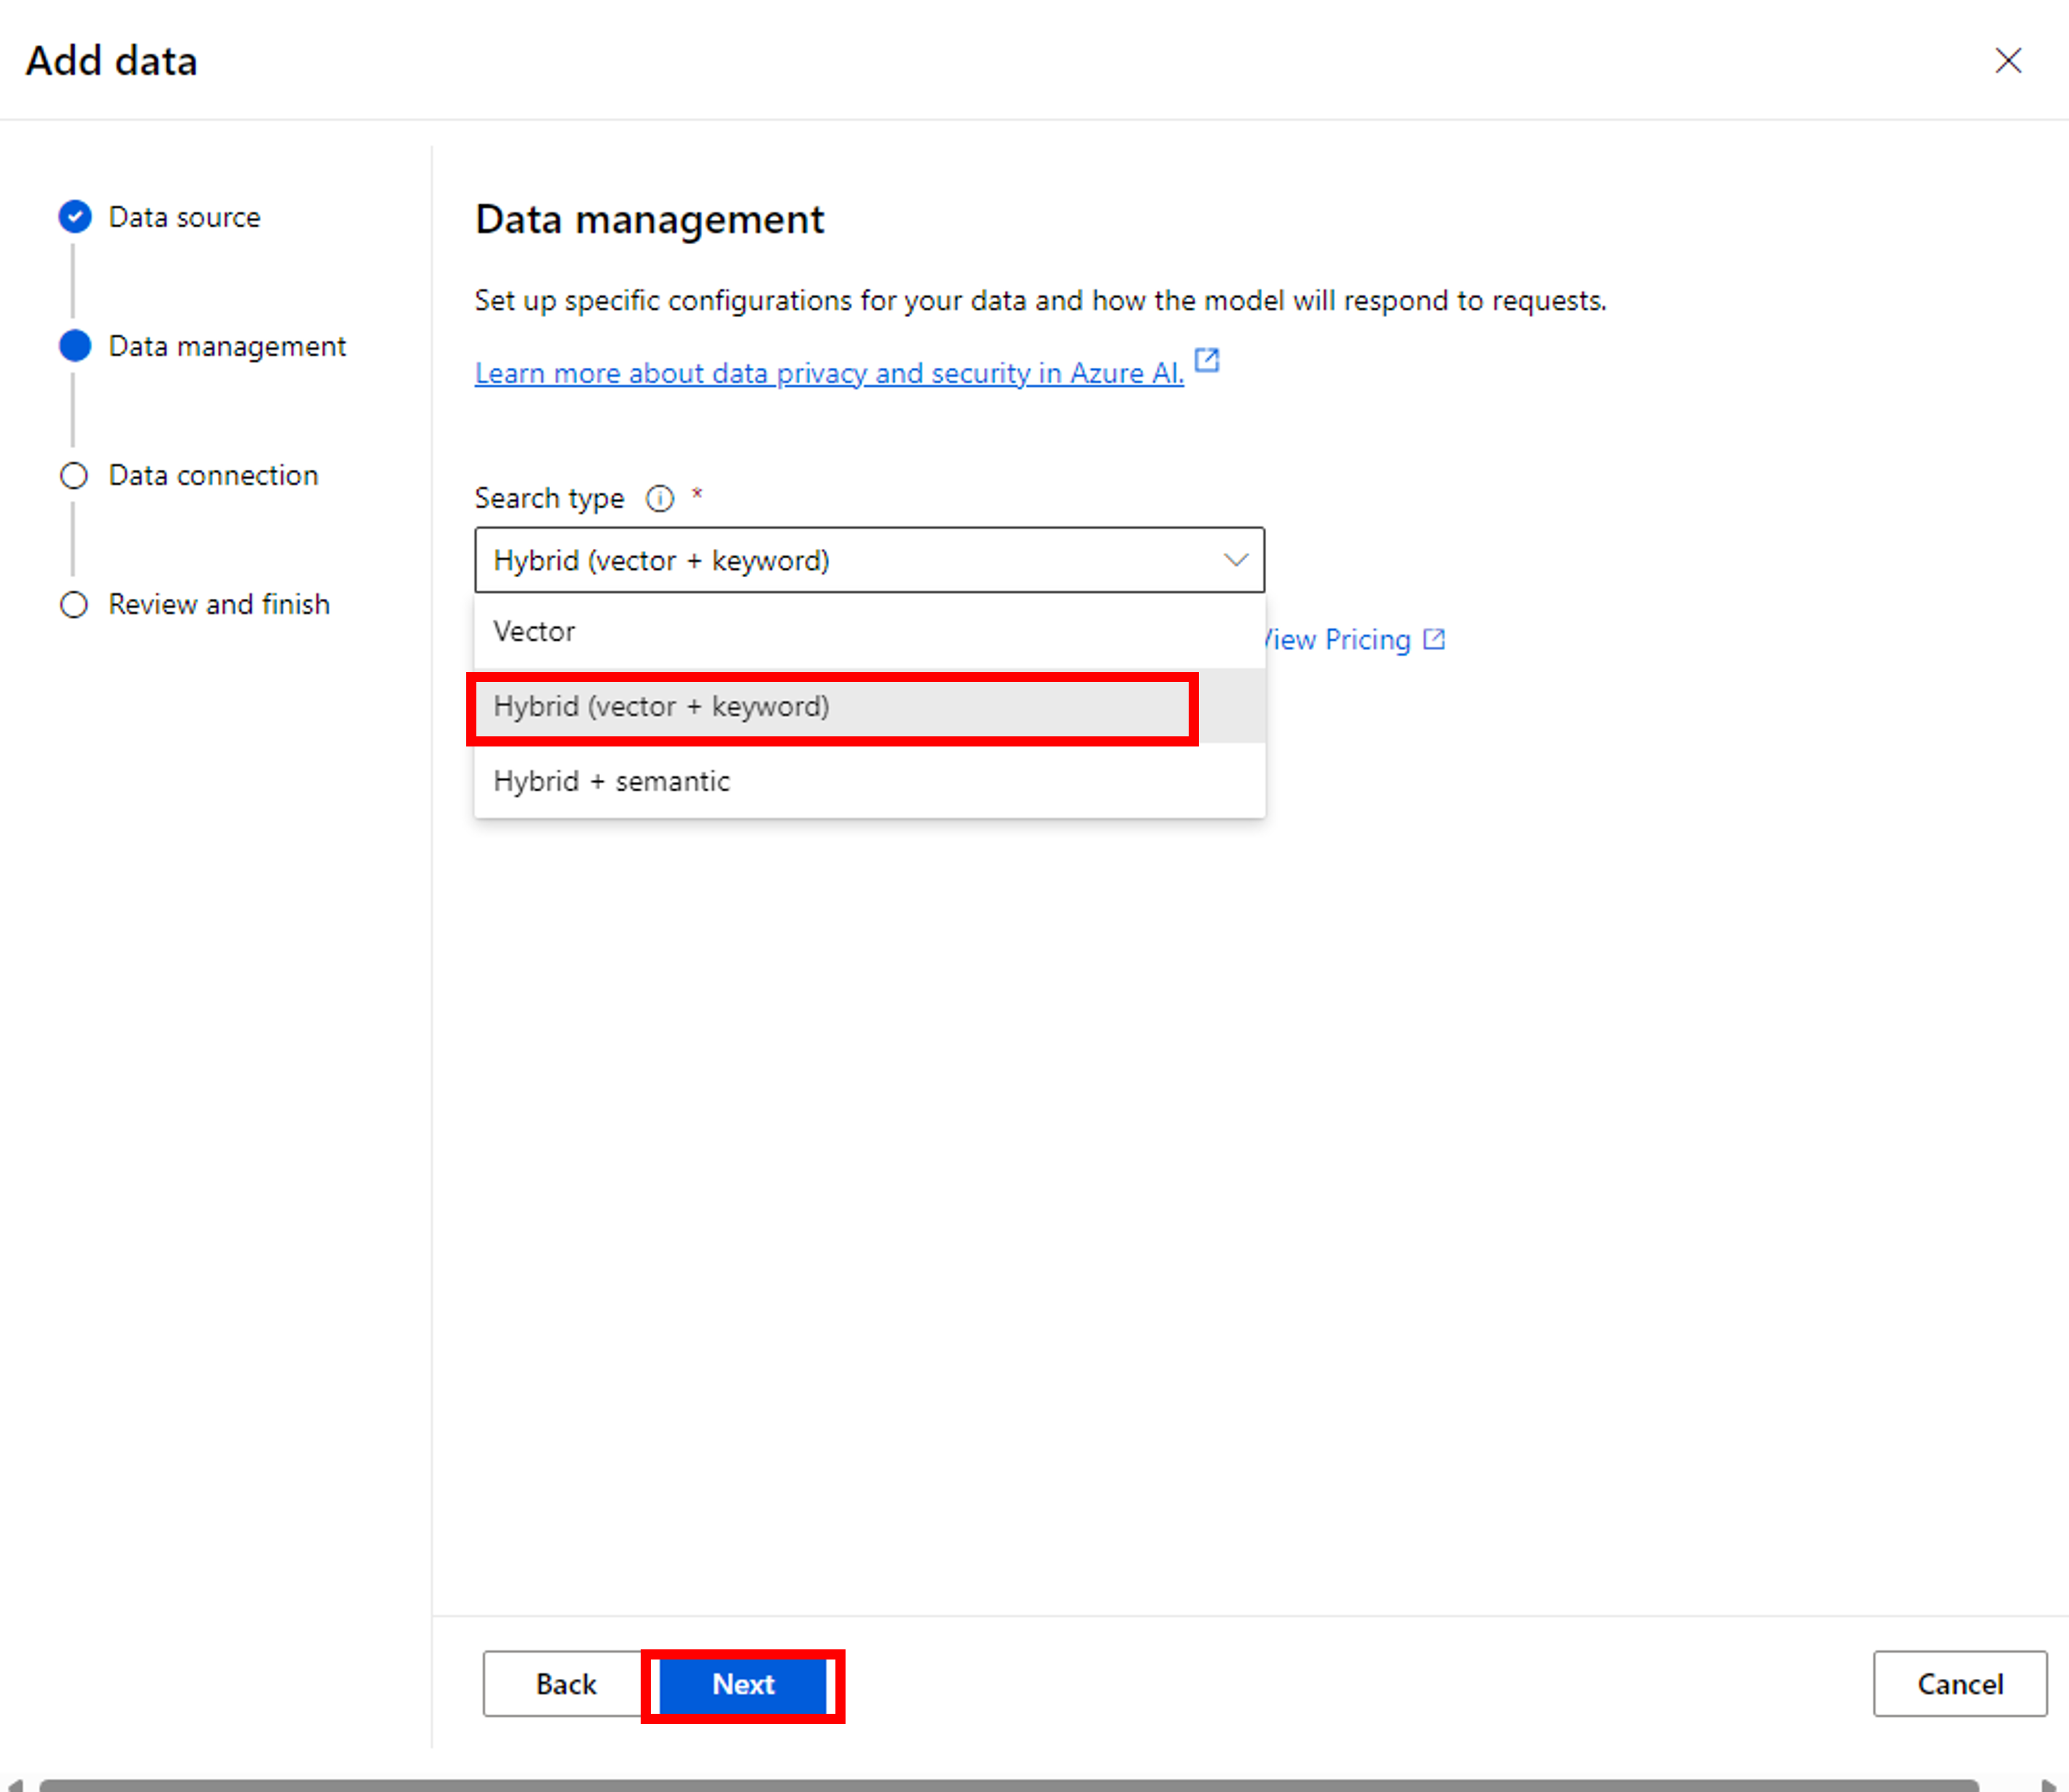 Add data
Data source
Data management
Data connection
Review and finish
Data management
Set up specific configurations for your data and how the model will respond to requests.
Learn more about data privacy and security in Azure AI.
Search type *
Hybrid (vector + keyword)
Vector
View Pricing
Hybrid (vector + keyword)
Hybrid + semantic
Back
Next
Cancel